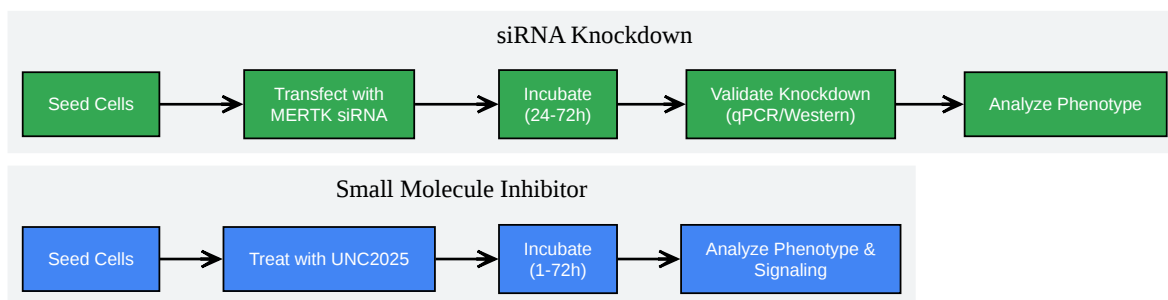 siRNA Knockdown
Seed Cells
Transfect with
MERTK siRNA
Incubate
(24-72h)
Validate Knockdown
(qPCR/Western)
Analyze Phenotype
Small Molecule Inhibitor
Seed Cells
Treat with UNC2025
Incubate
(1-72h)
Analyze Phenotype &
Signaling